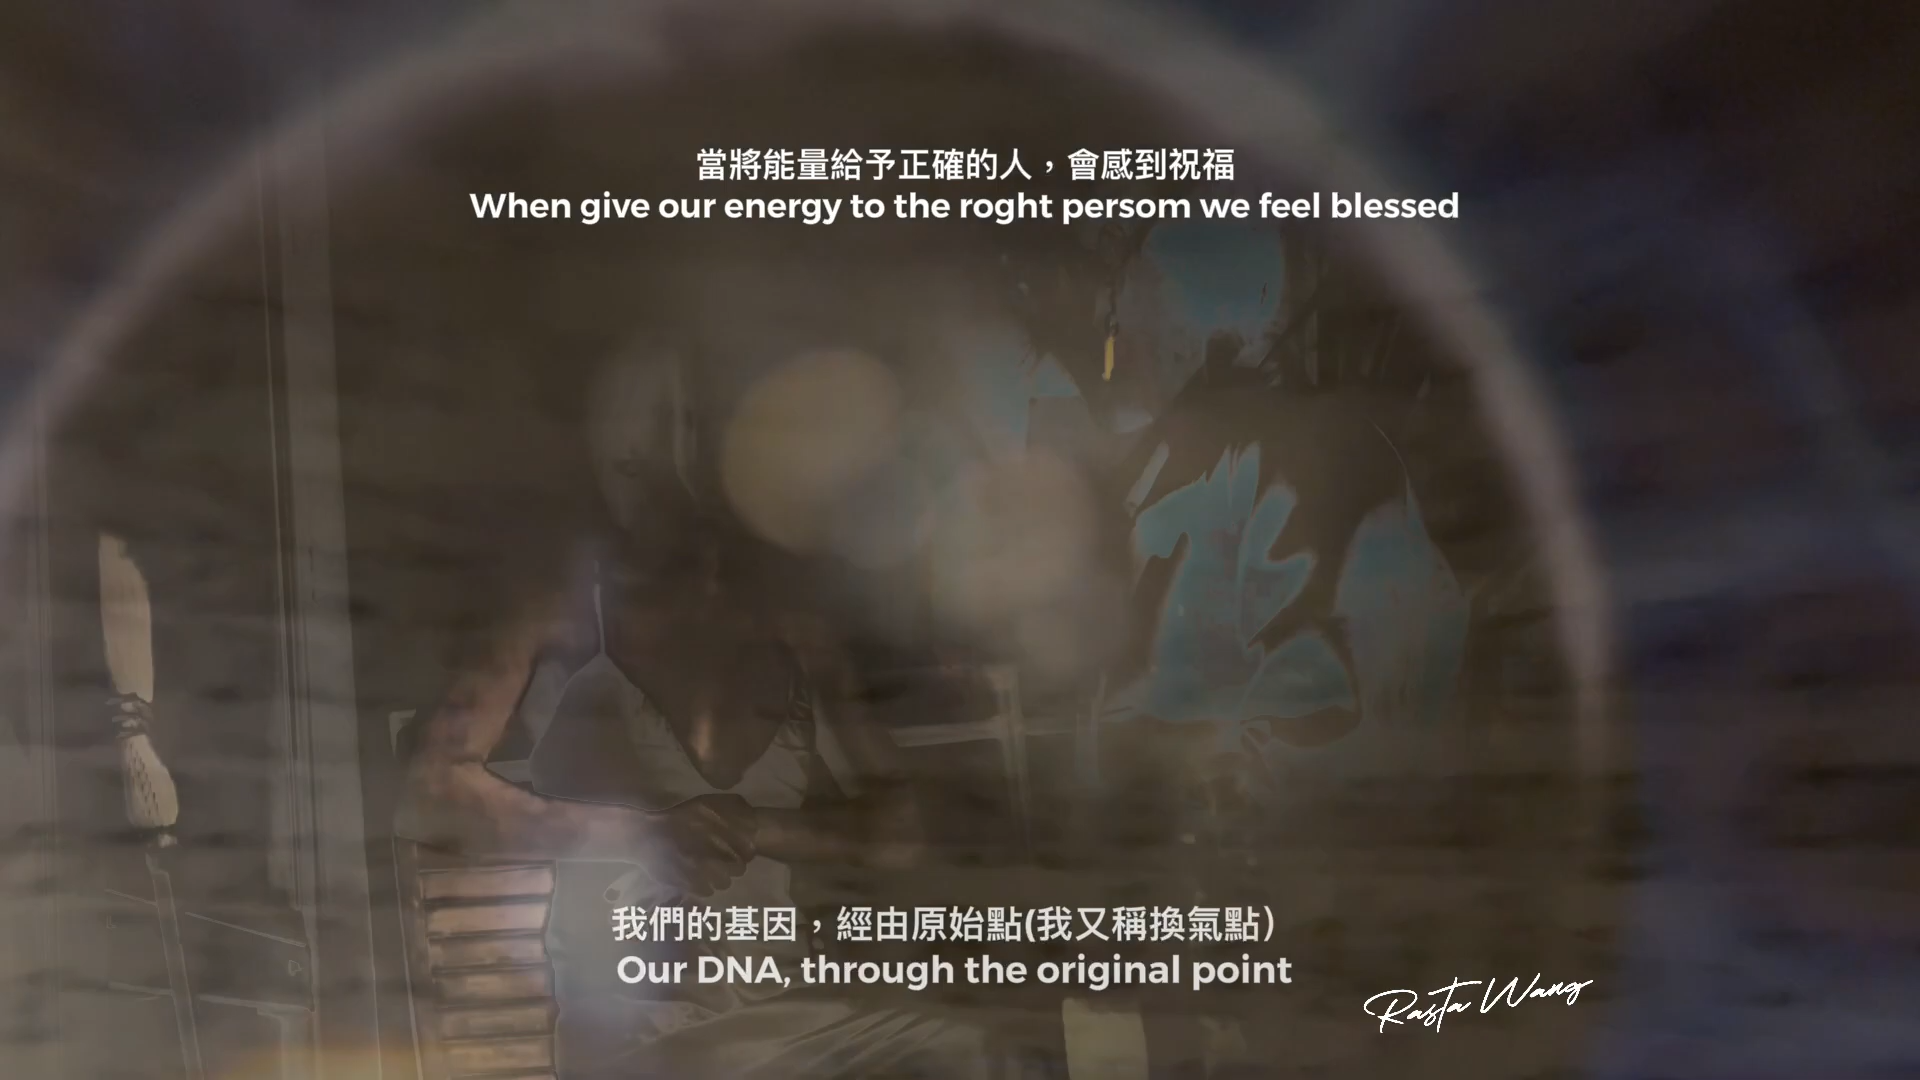 當將能量給予正確的人，會感到祝福
When give our energy to the roght persom we feel blessed
我們的基因，經由原始點(我又稱換氣點）
Our DNA, through the original point
Rasta Wang